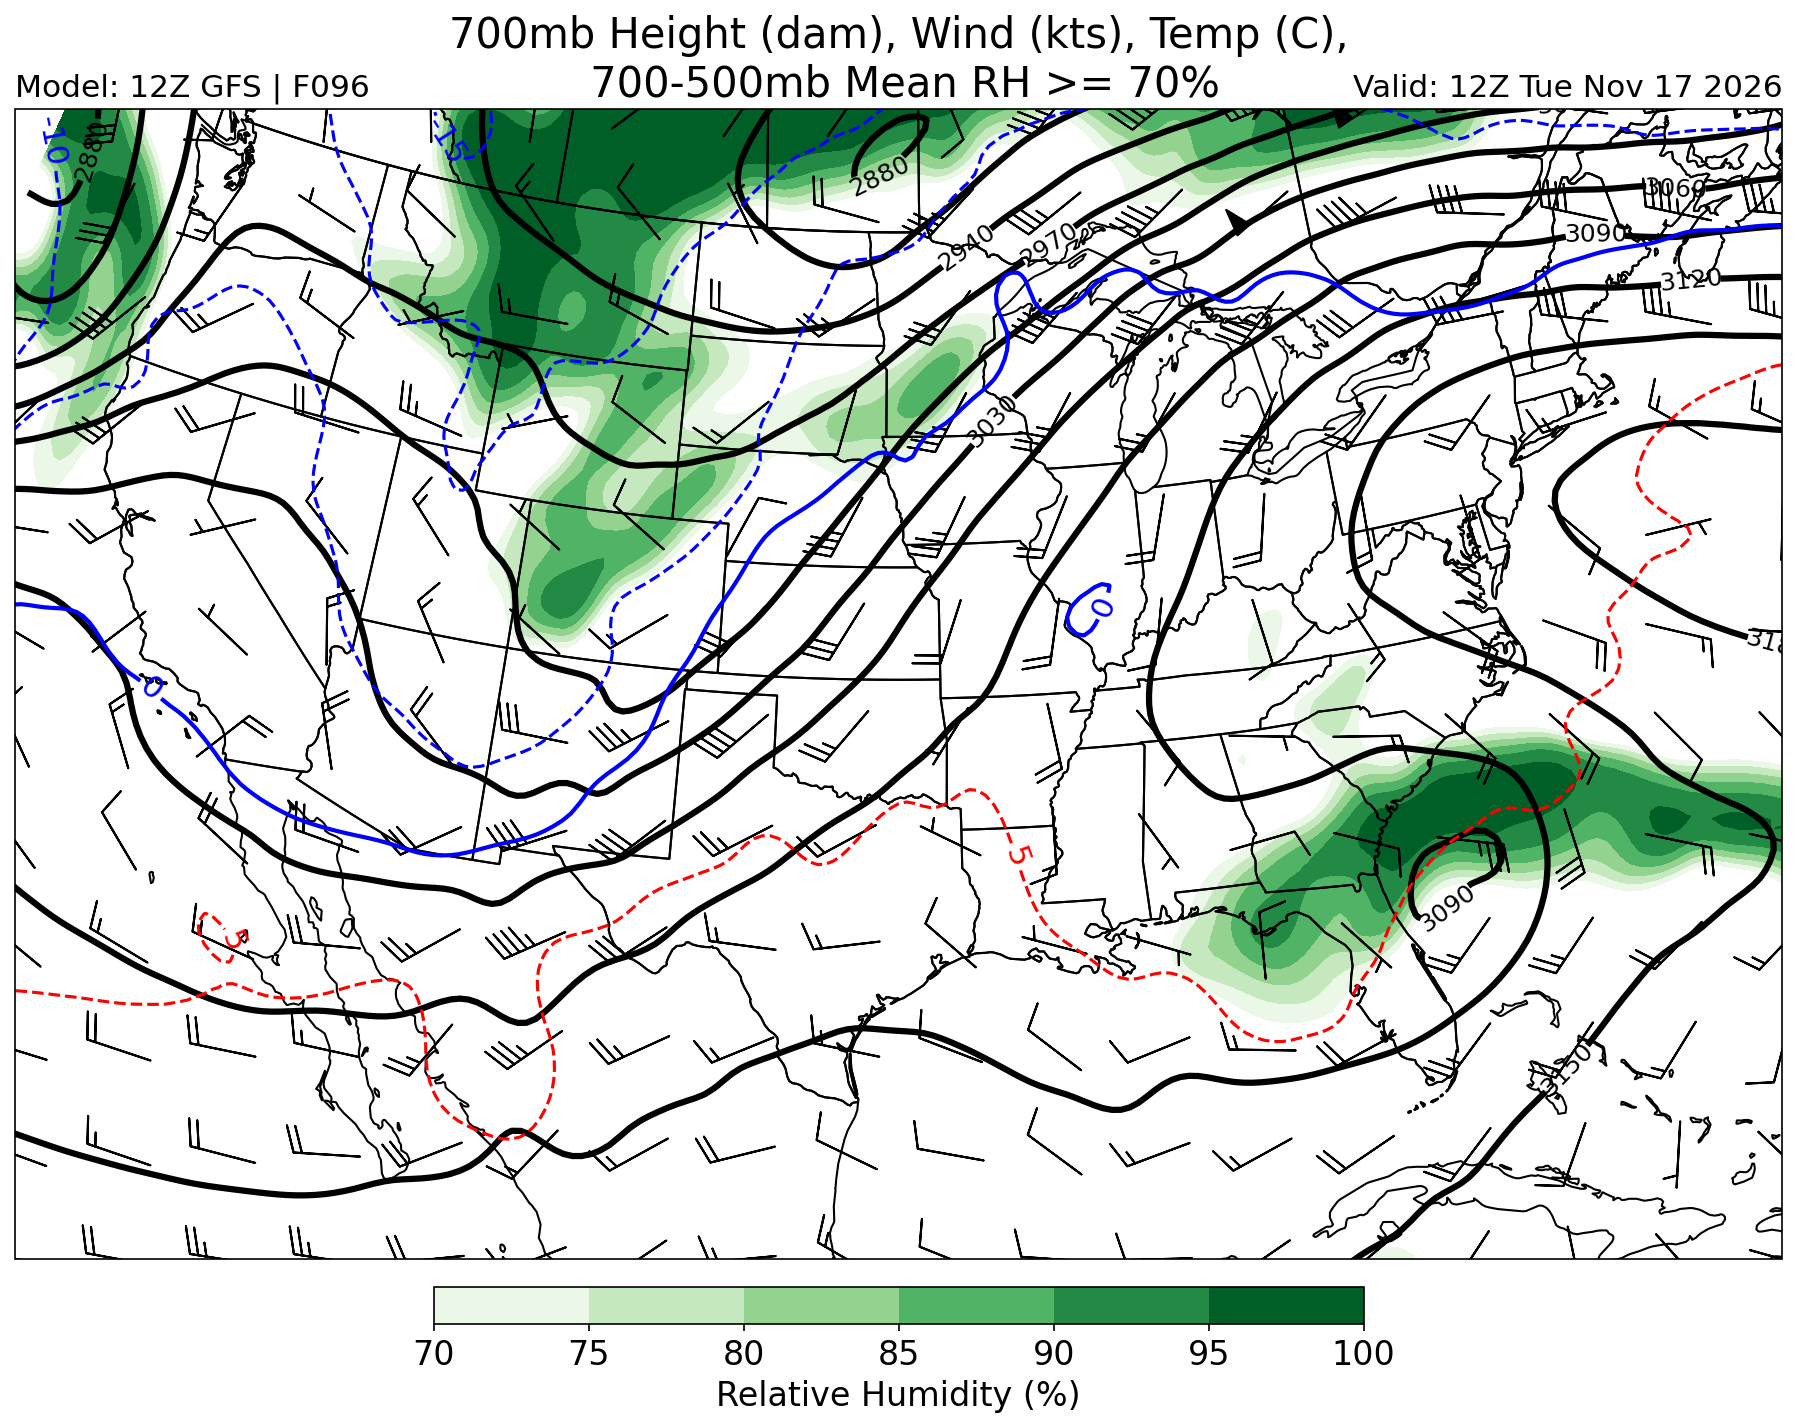 700mb Height (dam), Wind (kts), Temp (C),
700-500mb Mean RH >= 70%
Model: 12Z GFS | F096
Valid: 12Z Tue Nov 17 2026
-10
2880
-15
2880
2940
2970
3060
3090
3120
3030
0
0
5
5
3090
3150
70 75 80 85 90 95 100
Relative Humidity (%)